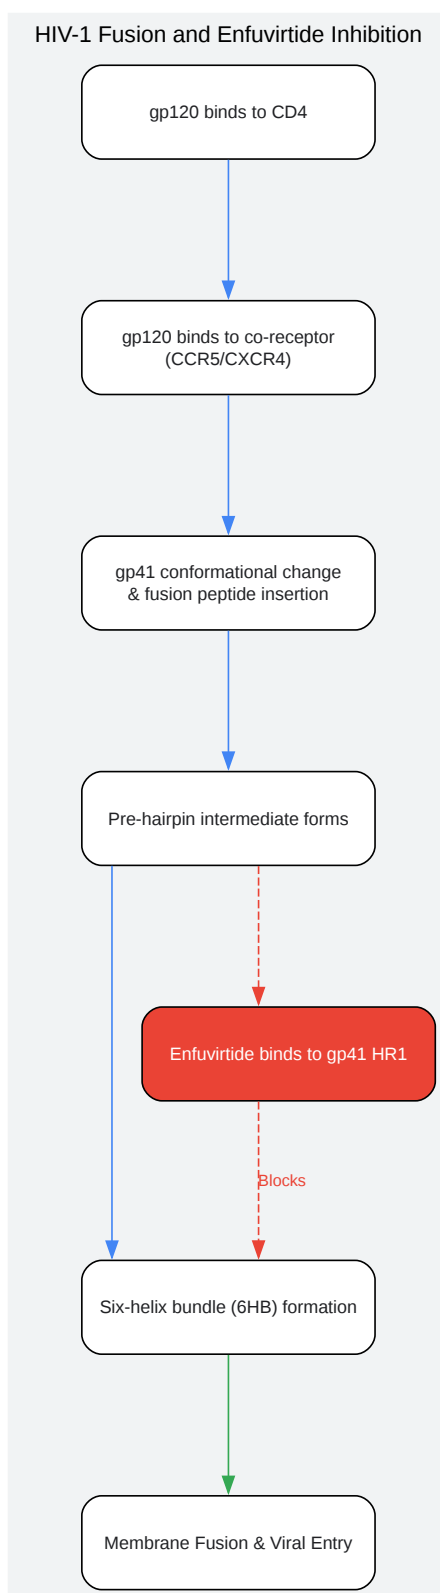 HIV-1 Fusion and Enfuvirtide Inhibition
gp120 binds to CD4
gp120 binds to co-receptor
(CCR5/CXCR4)
gp41 conformational change
& fusion peptide insertion
Pre-hairpin intermediate forms
Enfuvirtide binds to gp41 HR1
Blocks
Six-helix bundle (6HB) formation
Membrane Fusion & Viral Entry